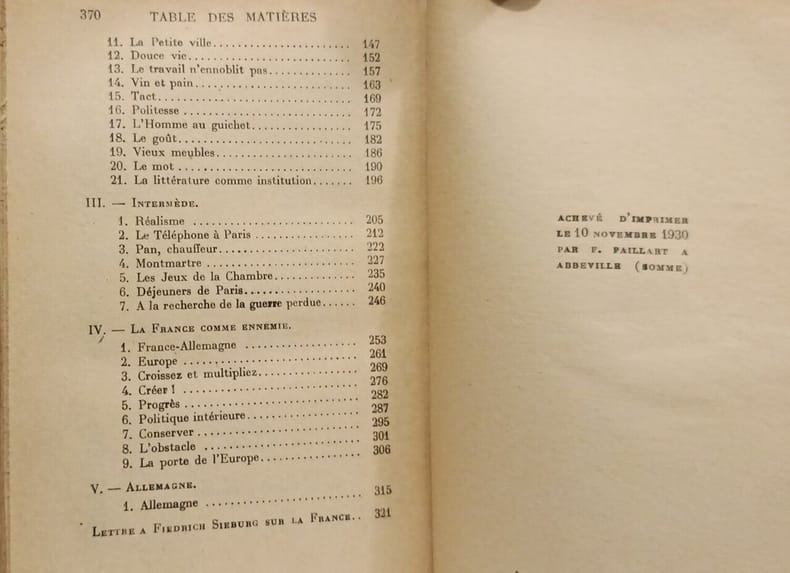 370 TABLE DES MATIÈRES
11. La Petite ville 147
12. Douce vie 152
13. Le travail n'ennoblit pas 157
14. Vin et pain 163
15. Tact 169
16. Politesse 172
17. L'Homme au guichet 175
18. Le goût 182
19. Vieux meubles 186
20. Le mot 190
21. La littérature comme institution 196
III. — INTERMÈDE.
1. Réalisme 205
2. Le Téléphone à Paris 212
3. Pan, chauffeur 222
4. Montmartre 227
5. Les Jeux de la Chambre 235
6. Déjeuners de Paris 240
7. A la recherche de la guerre perdue 246
IV. — LA FRANCE COMME ENNEMIE.
1. France-Allemagne 253
2. Europe 261
3. Croissez et multipliez 269
4. Créer ! 276
5. Progrès 282
6. Politique intérieure 287
7. Conserver 295
8. L'obstacle 301
9. La porte de l'Europe 306
V. — ALLEMAGNE.
1. Allemagne 315
LETTRE A FIEDRICH SIEBURG SUR LA FRANCE 321
ACHEVÉ D'IMPRIMER
LE 10 NOVEMBRE 1930
PAR F. PAILLART A
ABBEVILLE (SOMME)